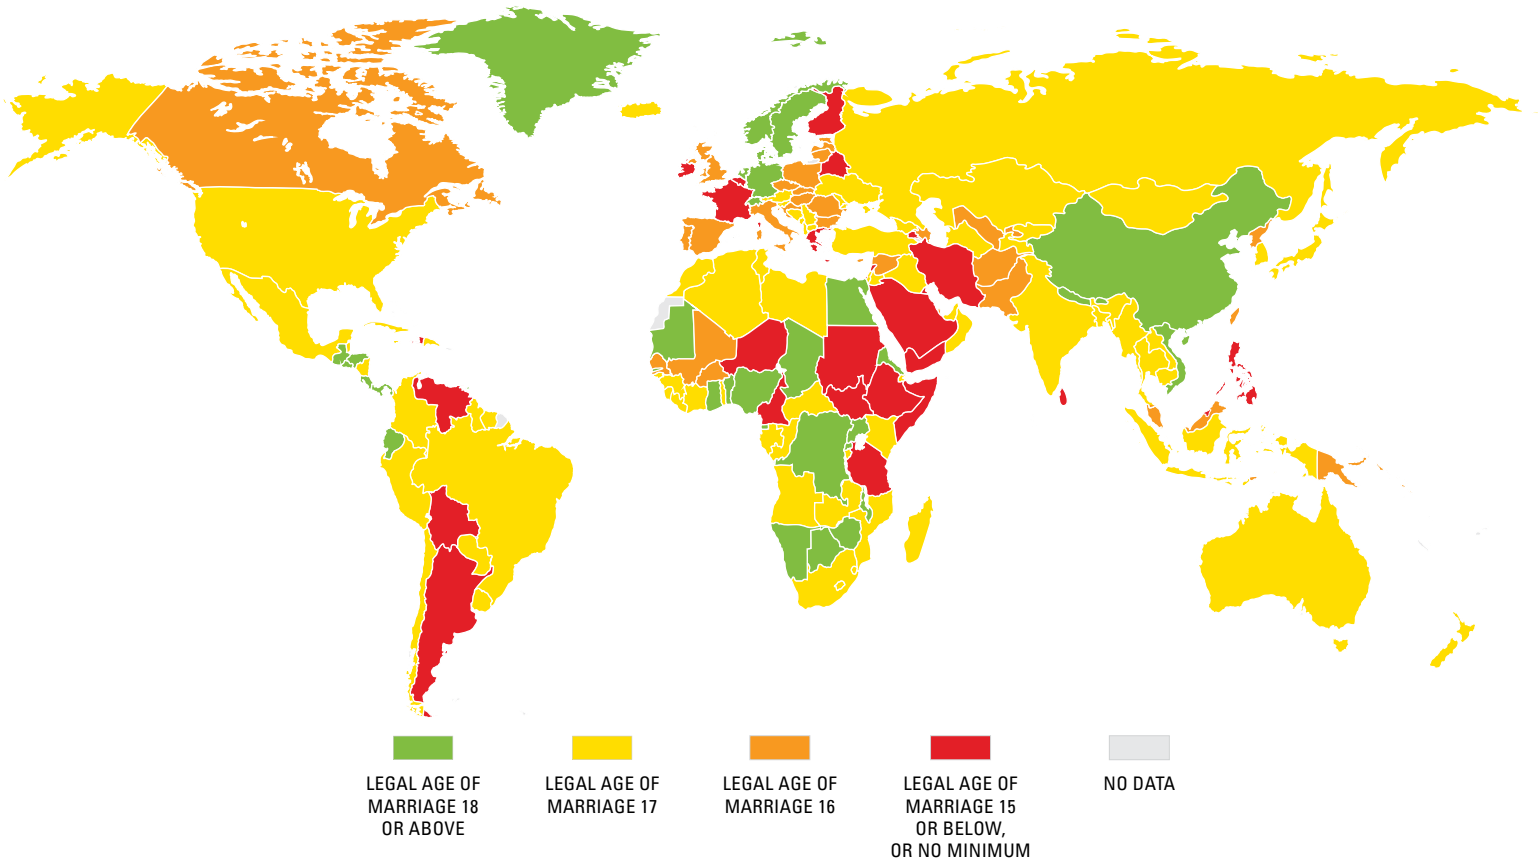 LEGAL AGE OF
MARRIAGE 18
OR ABOVE
LEGAL AGE OF
MARRIAGE 17
LEGAL AGE OF
MARRIAGE 16
LEGAL AGE OF
MARRIAGE 15
OR BELOW,
OR NO MINIMUM
NO DATA